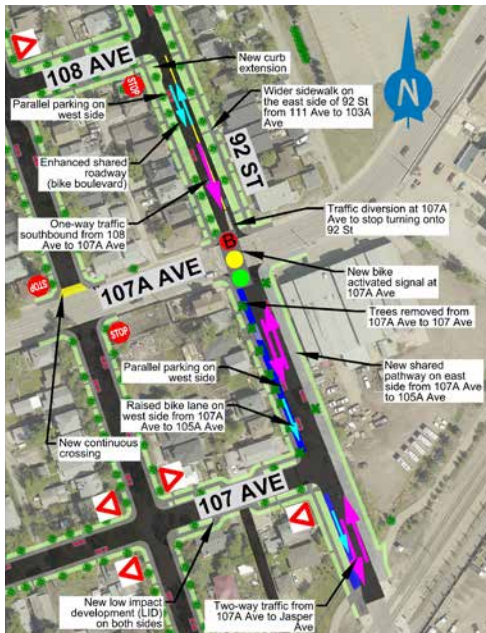 108 AVE
New curb
extension
STOP
Parallel parking on
west side
Wider sidewalk on
the east side of 92 St
from 111 Ave to 103A
Ave
N
92 ST
Enhanced shared
roadway
(bike boulevard)
One-way traffic
southbound from 108
Ave to 107A Ave
Traffic diversion at 107A
Ave to stop turning onto
92 St
B
107A AVE
STOP
New bike
activated signal at
107A Ave
Trees removed from
107A Ave to 107 Ave
STOP
Parallel parking on
west side
New shared
pathway on east
side from 107A Ave
to 105A Ave
Raised bike lane on
west side from 107A
Ave to 105A Ave
New continuous
crossing
107 AVE
New low impact
development (LID)
on both sides
Two-way traffic from
107A Ave to Jasper
Ave